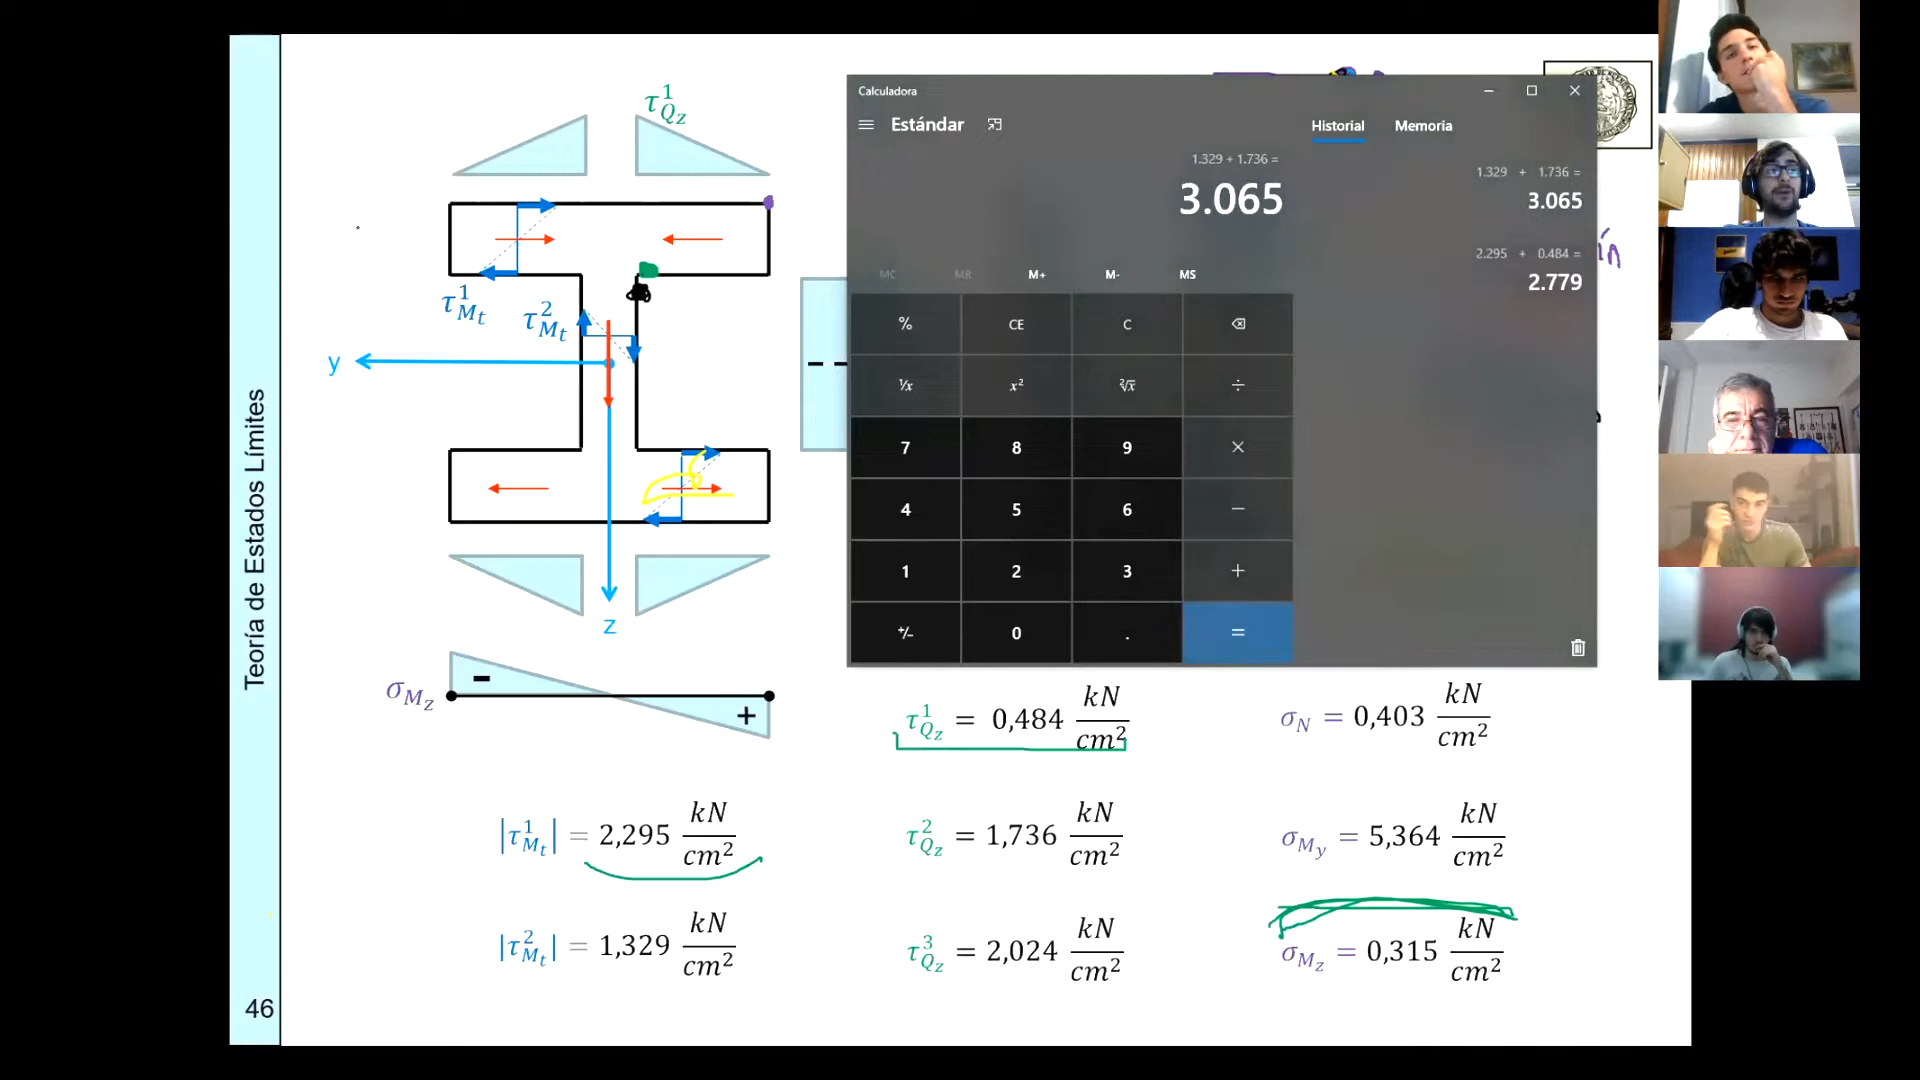 Teoría de Estados Límites
46
τ¹Qz
τ¹Mt
τ²Mt
y
z
σMz
-
+
- -
Calculadora
Estándar
Historial
Memoria
1.329 + 1.736 =
3.065
1.329 + 1.736 =
3.065
2.295 + 0.484 =
2.779
MC MR M+ M- MS
% CE C
¹/x x² ²√x ÷
7 8 9 ×
4 5 6 −
1 2 3 +
+/- 0 . =
ín
τ¹Qz = 0,484 kN/cm²
σN = 0,403 kN/cm²
|τ¹Mt| = 2,295 kN/cm²
τ²Qz = 1,736 kN/cm²
σMy = 5,364 kN/cm²
|τ²Mt| = 1,329 kN/cm²
τ³Qz = 2,024 kN/cm²
σMz = 0,315 kN/cm²